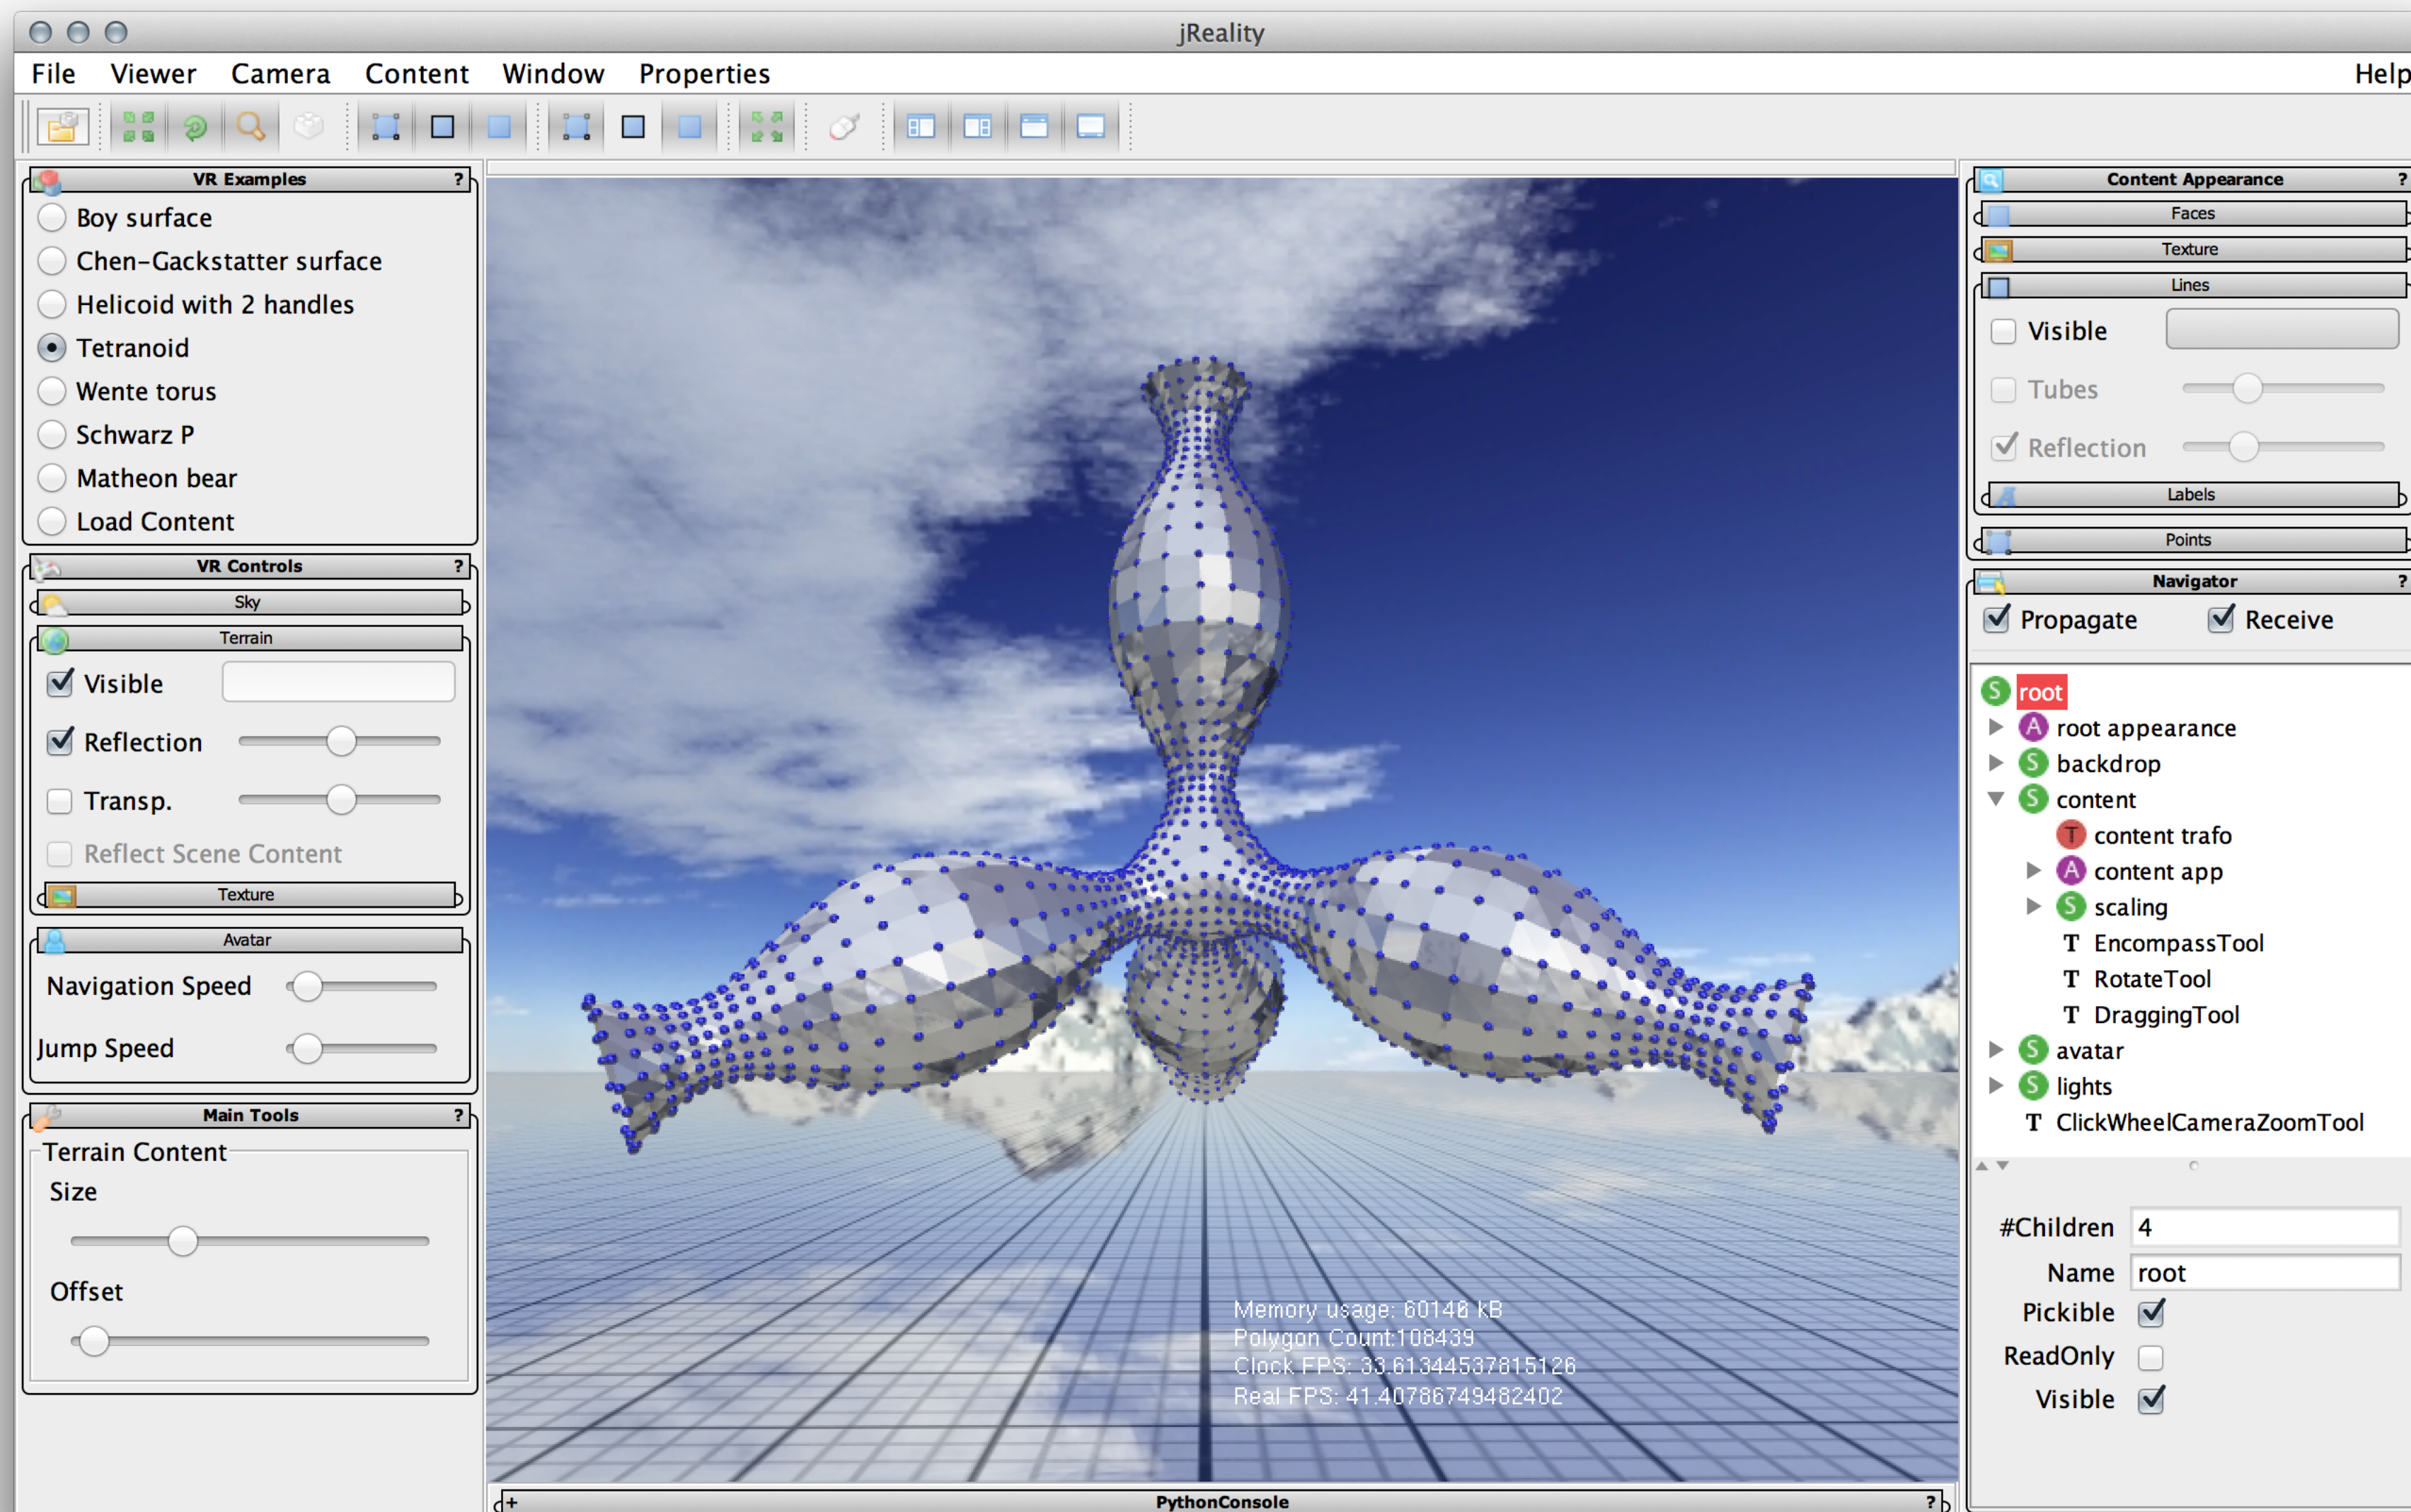 jReality
File Viewer Camera Content Window Properties Help
VR Examples ?
Boy surface
Chen-Gackstatter surface
Helicoid with 2 handles
Tetranoid
Wente torus
Schwarz P
Matheon bear
Load Content
VR Controls ?
Sky
Terrain
Visible
Reflection
Transp.
Reflect Scene Content
Texture
Avatar
Navigation Speed
Jump Speed
Main Tools ?
Terrain Content
Size
Offset
Memory usage: 60146 kB
Polygon Count:108439
Clock FPS: 33.61344537815126
Real FPS: 41.40786749482402
+ PythonConsole ?
Content Appearance ?
Faces
Texture
Lines
Visible
Tubes
Reflection
Labels
Points
Navigator ?
Propagate Receive
S root
A root appearance
S backdrop
S content
T content trafo
A content app
S scaling
T EncompassTool
T RotateTool
T DraggingTool
S avatar
S lights
T ClickWheelCameraZoomTool
#Children 4
Name root
Pickible
ReadOnly
Visible